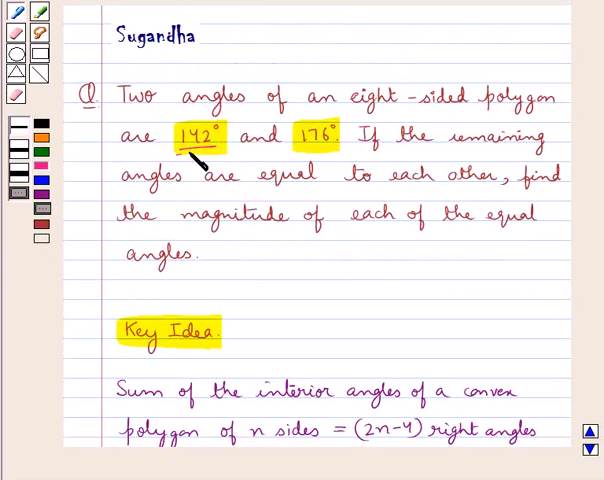 Sugandha
Q. Two angles of an eight-sided polygon
are 142° and 176°. If the remaining
angles are equal to each other, find
the magnitude of each of the equal
angles.
Key Idea.
Sum of the interior angles of a convex
polygon of n sides = (2n-4) right angles